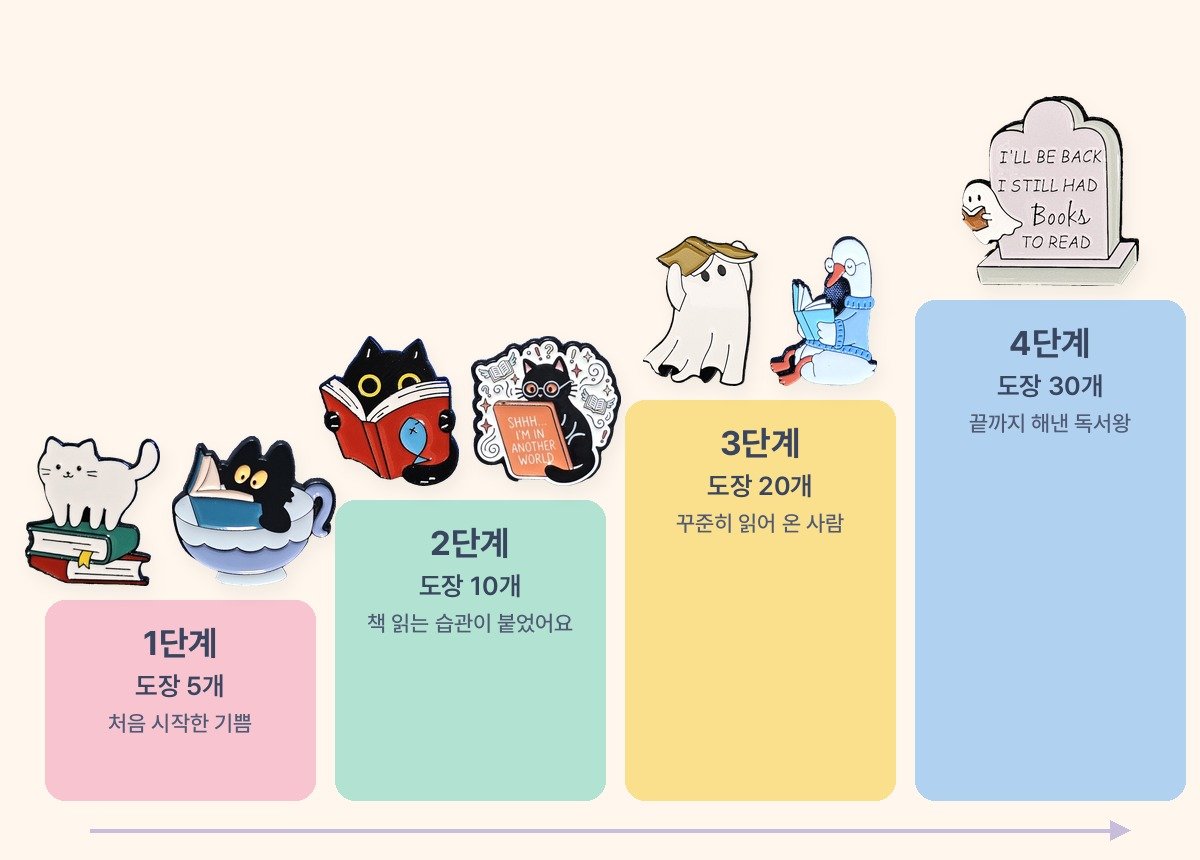 I'LL BE BACK
I STILL HAD
Books
TO READ
SHHH...
I'M IN
ANOTHER
WORLD
1단계
도장 5개
처음 시작한 기쁨
2단계
도장 10개
책 읽는 습관이 붙었어요
3단계
도장 20개
꾸준히 읽어 온 사람
4단계
도장 30개
끝까지 해낸 독서왕